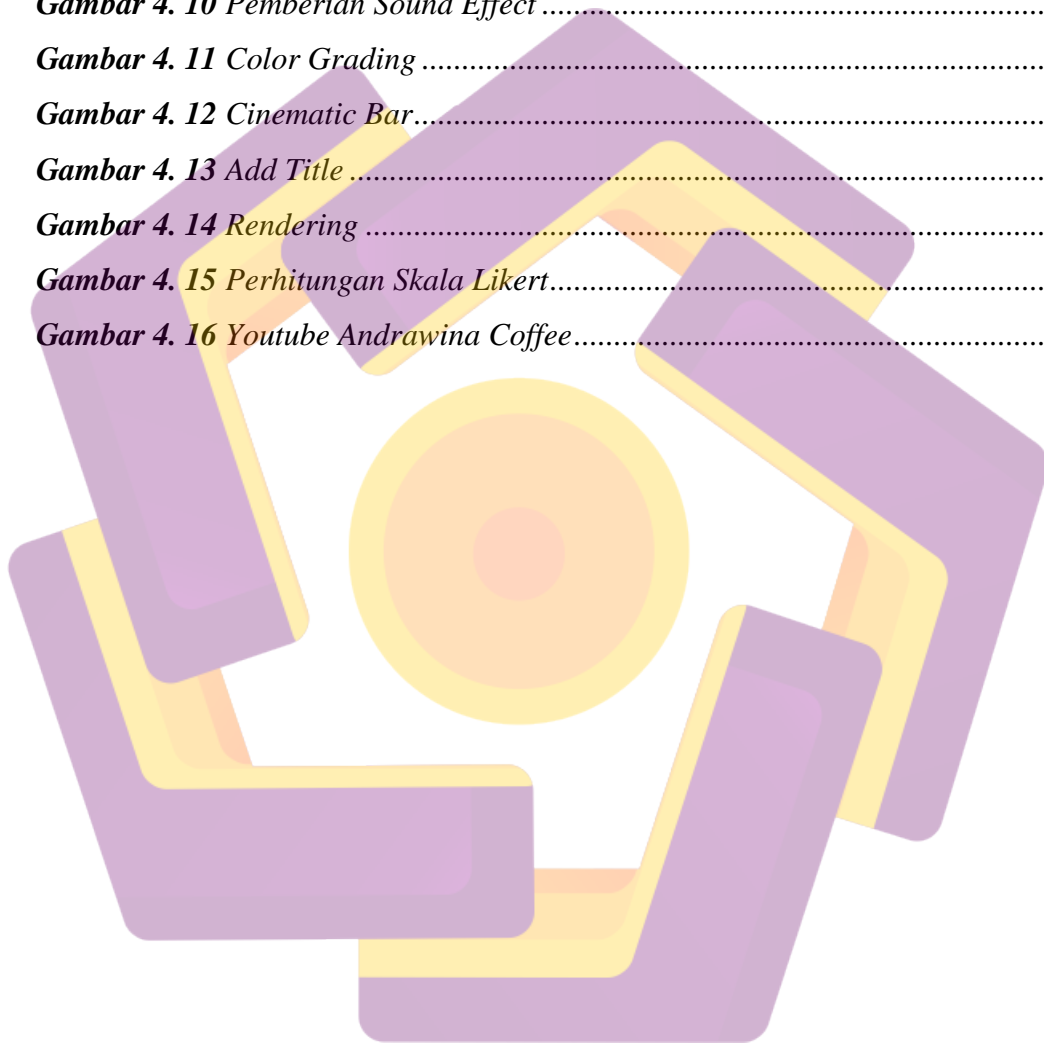 Gambar 4. 10 Pemberian Sound Effect ........................................................
Gambar 4. 11 Color Grading ........................................................................
Gambar 4. 12 Cinematic Bar.........................................................................
Gambar 4. 13 Add Title ................................................................................
Gambar 4. 14 Rendering ..............................................................................
Gambar 4. 15 Perhitungan Skala Likert.......................................................
Gambar 4. 16 Youtube Andrawina Coffee....................................................